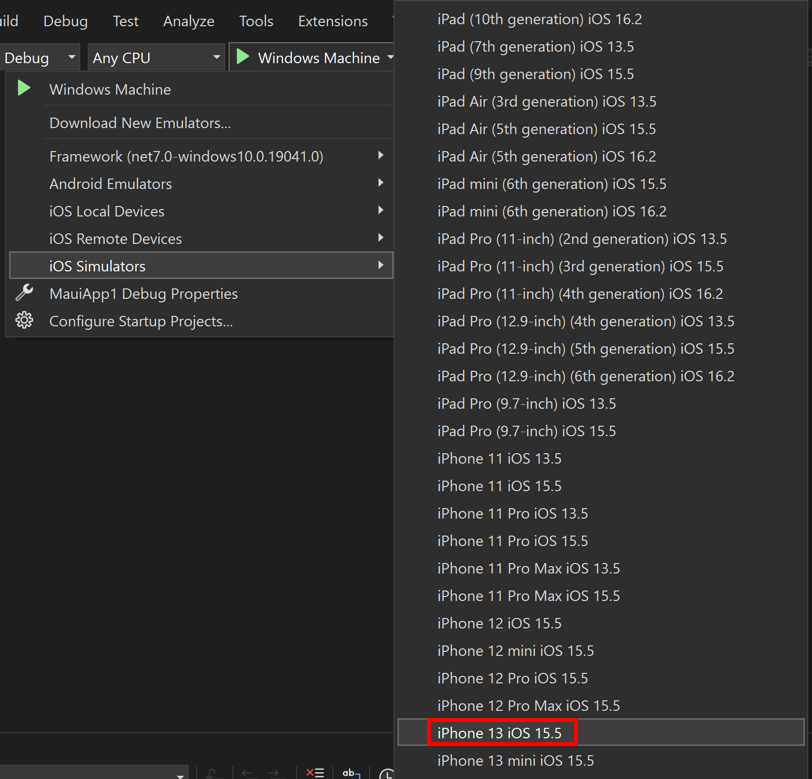 ild Debug Test Analyze Tools Extensions
Debug Any CPU Windows Machine
Windows Machine
Download New Emulators...
Framework (net7.0-windows10.0.19041.0)
Android Emulators
iOS Local Devices
iOS Remote Devices
iOS Simulators
MauiApp1 Debug Properties
Configure Startup Projects...
iPad (10th generation) iOS 16.2
iPad (7th generation) iOS 13.5
iPad (9th generation) iOS 15.5
iPad Air (3rd generation) iOS 13.5
iPad Air (5th generation) iOS 15.5
iPad Air (5th generation) iOS 16.2
iPad mini (6th generation) iOS 15.5
iPad mini (6th generation) iOS 16.2
iPad Pro (11-inch) (2nd generation) iOS 13.5
iPad Pro (11-inch) (3rd generation) iOS 15.5
iPad Pro (11-inch) (4th generation) iOS 16.2
iPad Pro (12.9-inch) (4th generation) iOS 13.5
iPad Pro (12.9-inch) (5th generation) iOS 15.5
iPad Pro (12.9-inch) (6th generation) iOS 16.2
iPad Pro (9.7-inch) iOS 13.5
iPad Pro (9.7-inch) iOS 15.5
iPhone 11 iOS 13.5
iPhone 11 iOS 15.5
iPhone 11 Pro iOS 13.5
iPhone 11 Pro iOS 15.5
iPhone 11 Pro Max iOS 13.5
iPhone 11 Pro Max iOS 15.5
iPhone 12 iOS 15.5
iPhone 12 mini iOS 15.5
iPhone 12 Pro iOS 15.5
iPhone 12 Pro Max iOS 15.5
iPhone 13 iOS 15.5
iPhone 13 mini iOS 15.5
ab